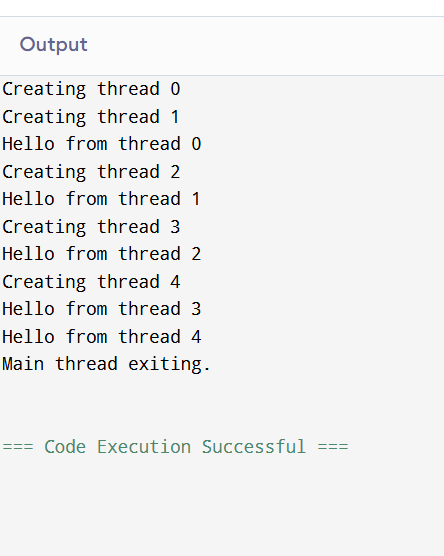 Output
Creating thread 0
Creating thread 1
Hello from thread 0
Creating thread 2
Hello from thread 1
Creating thread 3
Hello from thread 2
Creating thread 4
Hello from thread 3
Hello from thread 4
Main thread exiting.
=== Code Execution Successful ===